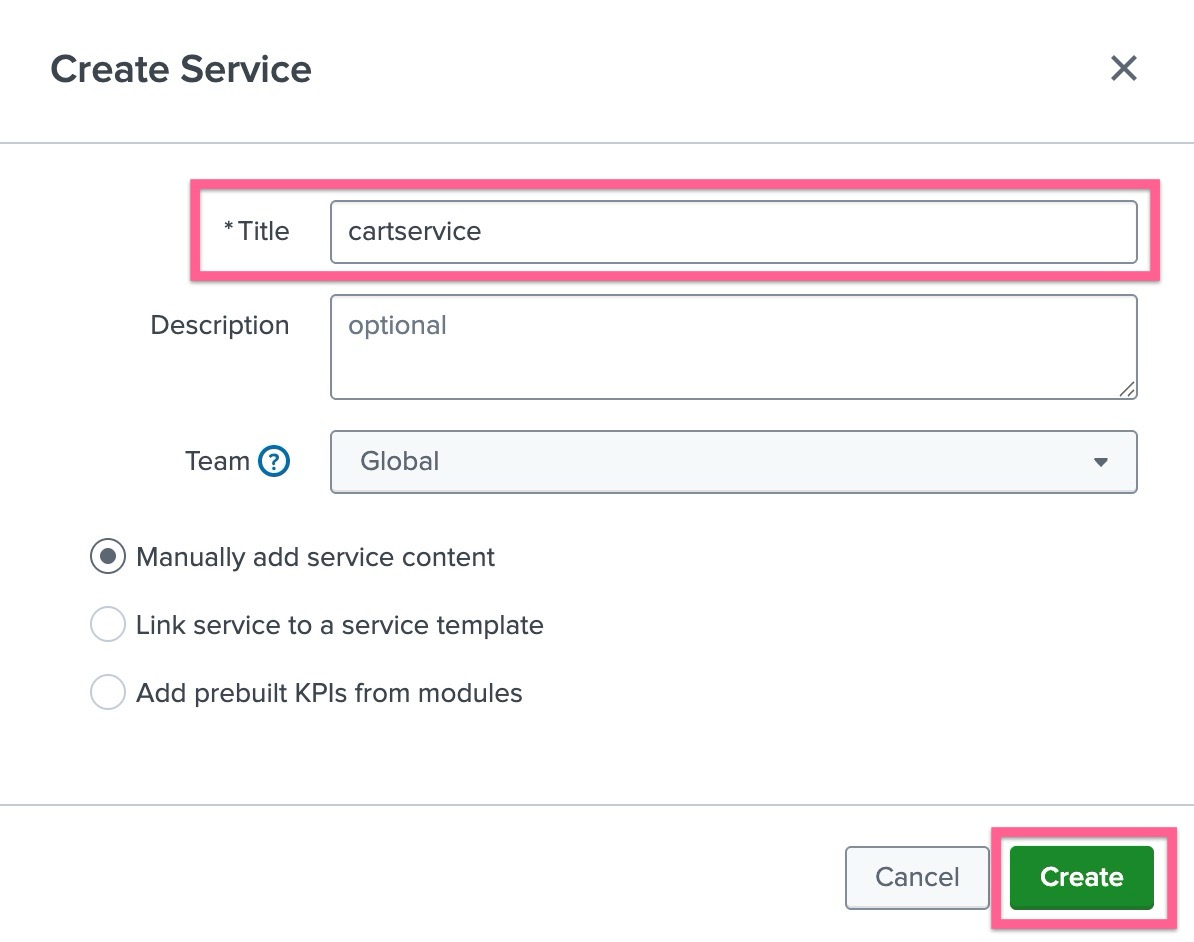 Create Service
* Title
cartservice
Description
optional
Team ?
Global
Manually add service content
Link service to a service template
Add prebuilt KPIs from modules
Cancel
Create